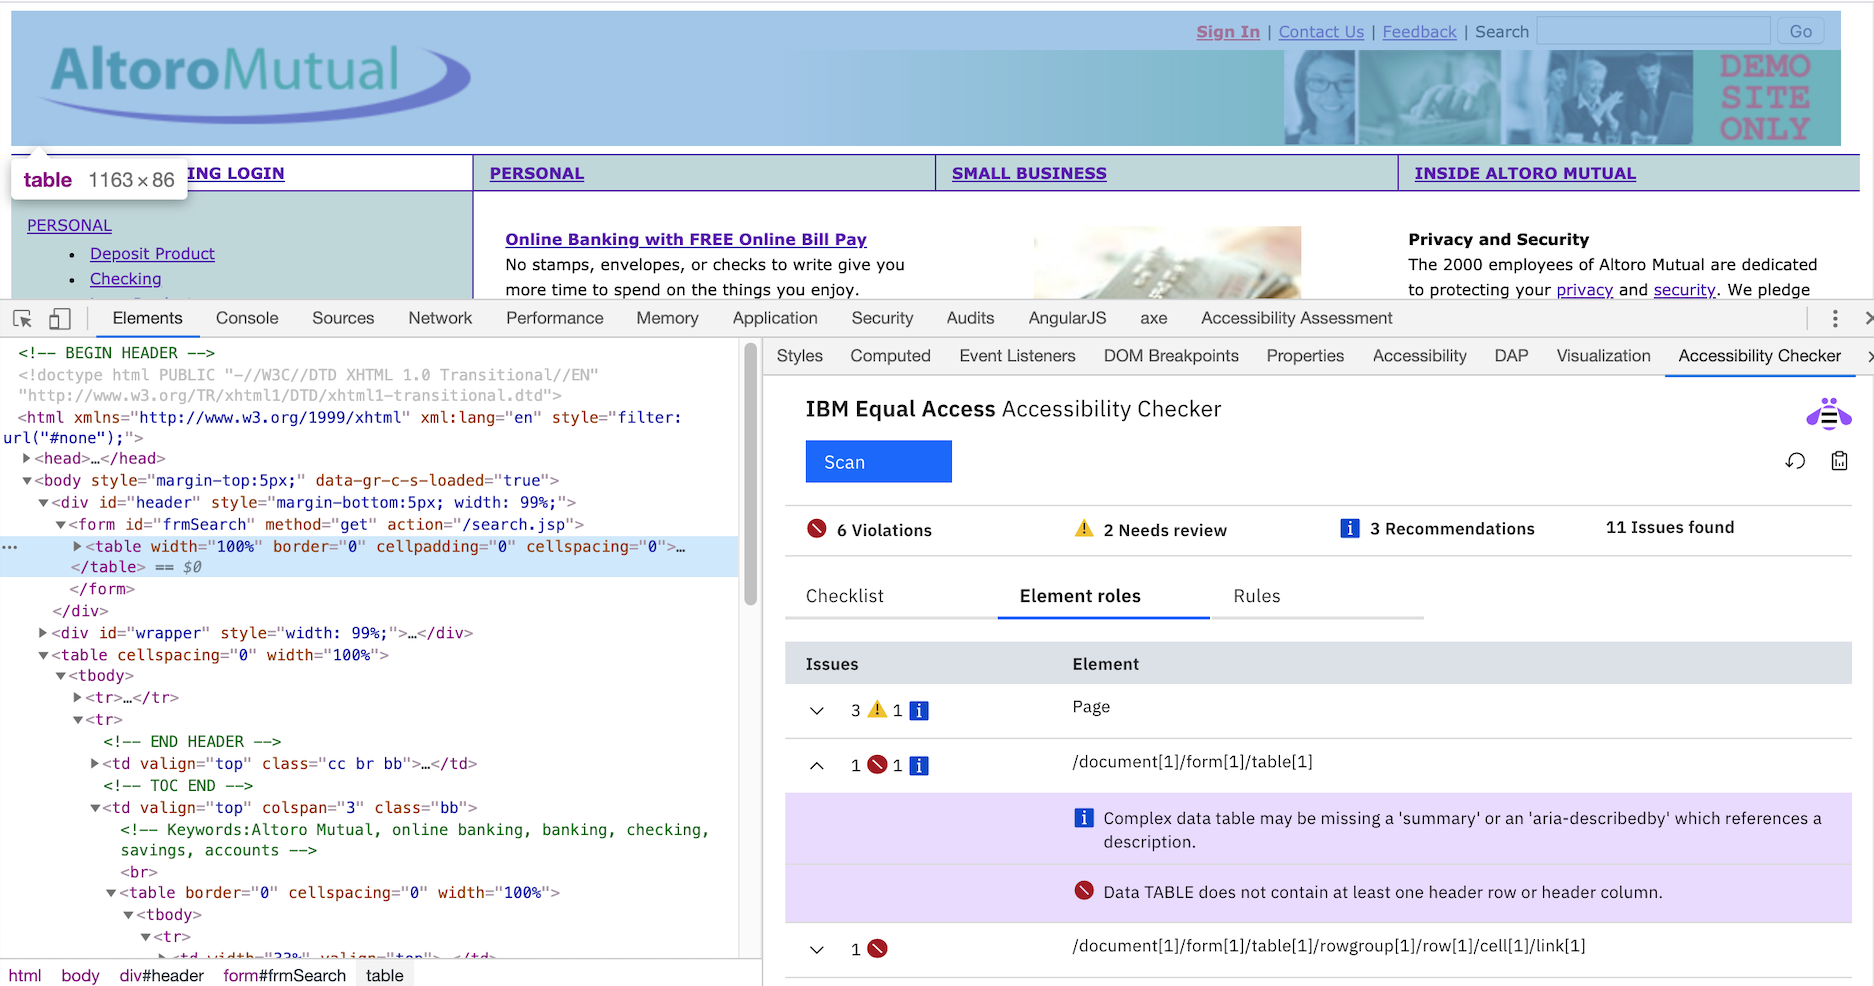 Sign In | Contact Us | Feedback | Search Go
AltoroMutual
DEMO
SITE
ONLY
table 1163 × 86
ING LOGIN
PERSONAL
SMALL BUSINESS
INSIDE ALTORO MUTUAL
PERSONAL
• Deposit Product
• Checking
Online Banking with FREE Online Bill Pay
No stamps, envelopes, or checks to write give you
more time to spend on the things you enjoy.
Privacy and Security
The 2000 employees of Altoro Mutual are dedicated
to protecting your privacy and security. We pledge
Elements Console Sources Network Performance Memory Application Security Audits AngularJS axe Accessibility Assessment
<!-- BEGIN HEADER -->
<!doctype html PUBLIC "-//W3C//DTD XHTML 1.0 Transitional//EN"
"http://www.w3.org/TR/xhtml1/DTD/xhtml1-transitional.dtd">
<html xmlns="http://www.w3.org/1999/xhtml" xml:lang="en" style="filter:
url("#none");">
<head>…</head>
<body style="margin-top:5px;" data-gr-c-s-loaded="true">
<div id="header" style="margin-bottom:5px; width: 99%;">
<form id="frmSearch" method="get" action="/search.jsp">
<table width="100%" border="0" cellpadding="0" cellspacing="0">…
</table> == $0
</form>
</div>
<div id="wrapper" style="width: 99%;">…</div>
<table cellspacing="0" width="100%">
<tbody>
<tr>…</tr>
<tr>
<!-- END HEADER -->
<td valign="top" class="cc br bb">…</td>
<!-- TOC END -->
<td valign="top" colspan="3" class="bb">
<!-- Keywords:Altoro Mutual, online banking, banking, checking,
savings, accounts -->
<br>
<table border="0" cellspacing="0" width="100%">
<tbody>
<tr>
<td width="33%" valign="top">…</td>
html body div#header form#frmSearch table
Styles Computed Event Listeners DOM Breakpoints Properties Accessibility DAP Visualization Accessibility Checker
IBM Equal Access Accessibility Checker
Scan
6 Violations
2 Needs review
3 Recommendations
11 Issues found
Checklist Element roles Rules
Issues Element
3 1 Page
1 1 /document[1]/form[1]/table[1]
Complex data table may be missing a 'summary' or an 'aria-describedby' which references a
description.
Data TABLE does not contain at least one header row or header column.
1 /document[1]/form[1]/table[1]/rowgroup[1]/row[1]/cell[1]/link[1]